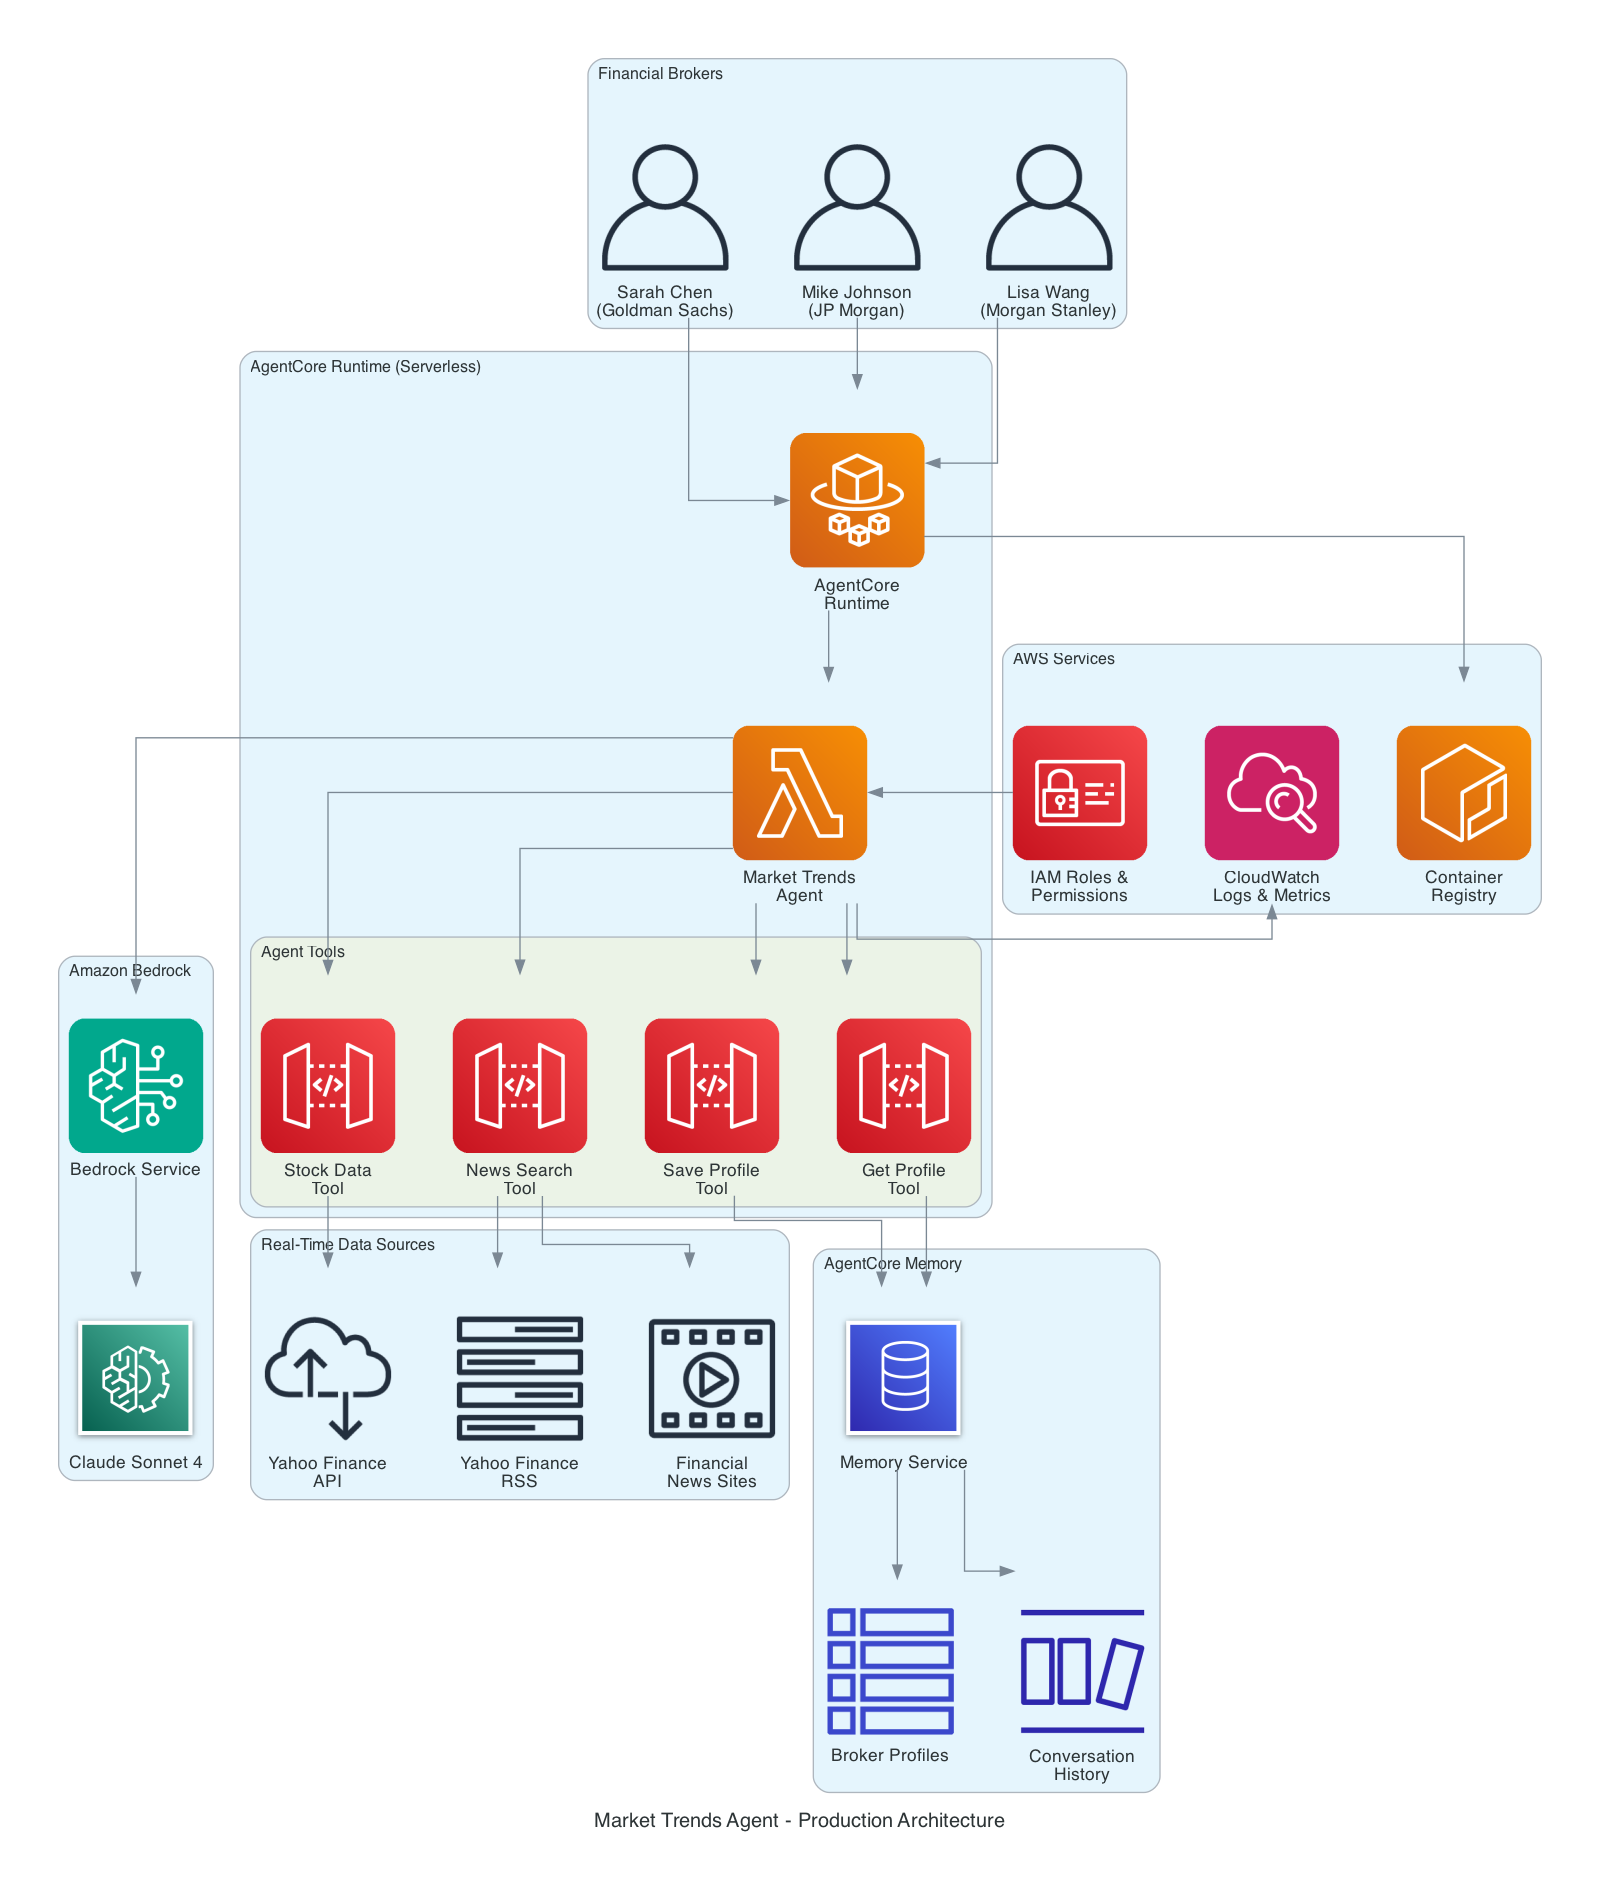 Financial Brokers
Sarah Chen
(Goldman Sachs)
Mike Johnson
(JP Morgan)
Lisa Wang
(Morgan Stanley)
AgentCore Runtime (Serverless)
AgentCore
Runtime
AWS Services
Market Trends
Agent
IAM Roles &
Permissions
CloudWatch
Logs & Metrics
Container
Registry
Agent Tools
Amazon Bedrock
Bedrock Service
Stock Data
Tool
News Search
Tool
Save Profile
Tool
Get Profile
Tool
Real-Time Data Sources
AgentCore Memory
Claude Sonnet 4
Yahoo Finance
API
Yahoo Finance
RSS
Financial
News Sites
Memory Service
Broker Profiles
Conversation
History
Market Trends Agent - Production Architecture